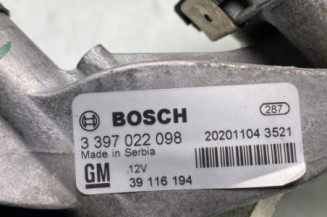 BOSCH
287
3 397 022 098
20201104 3521
Made in Serbia
GM
12V
39 116 194